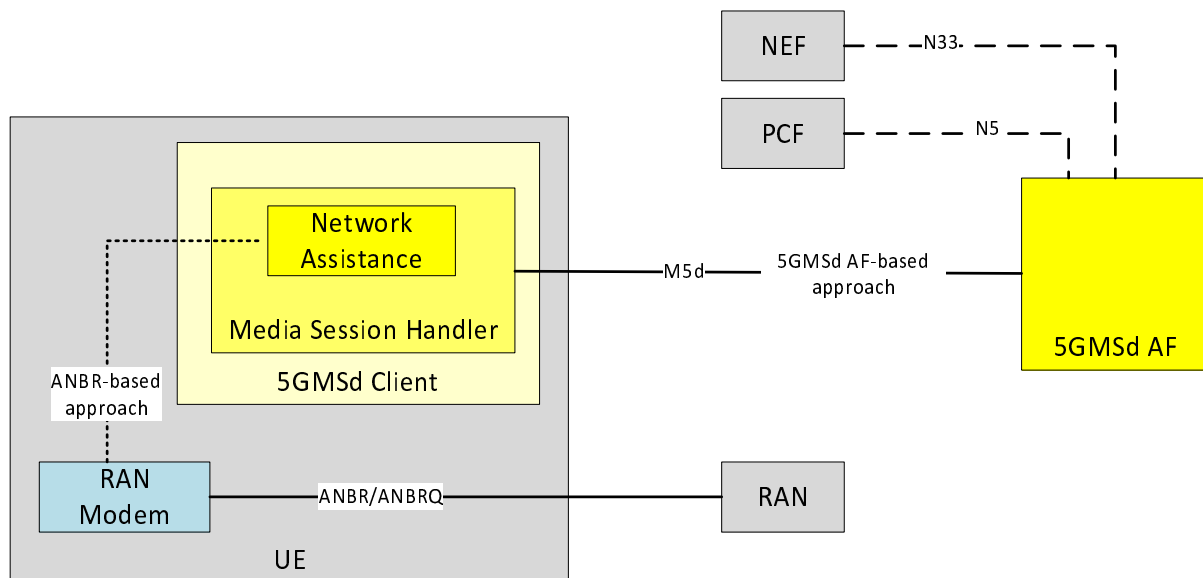 NEF
N33
PCF
N5
Network
Assistance
Media Session Handler
5GMSd Client
M5d
5GMSd AF-based
approach
5GMSd AF
ANBR-based
approach
RAN
Modem
ANBR/ANBRQ
RAN
UE